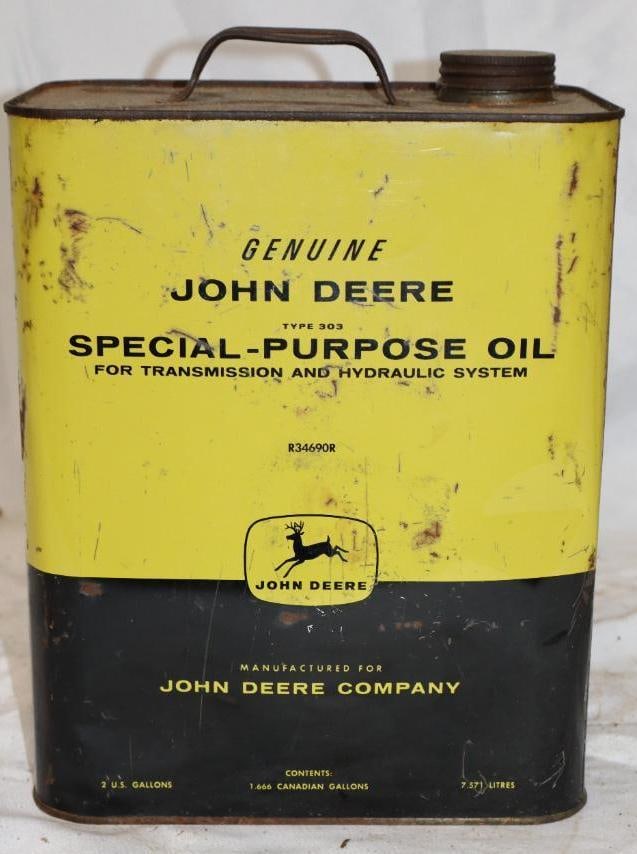 GENUINE
JOHN DEERE
TYPE 303
SPECIAL-PURPOSE OIL
FOR TRANSMISSION AND HYDRAULIC SYSTEM
R34690R
JOHN DEERE
MANUFACTURED FOR
JOHN DEERE COMPANY
CONTENTS:
2 U.S. GALLONS 1.666 CANADIAN GALLONS 7.571 LITRES